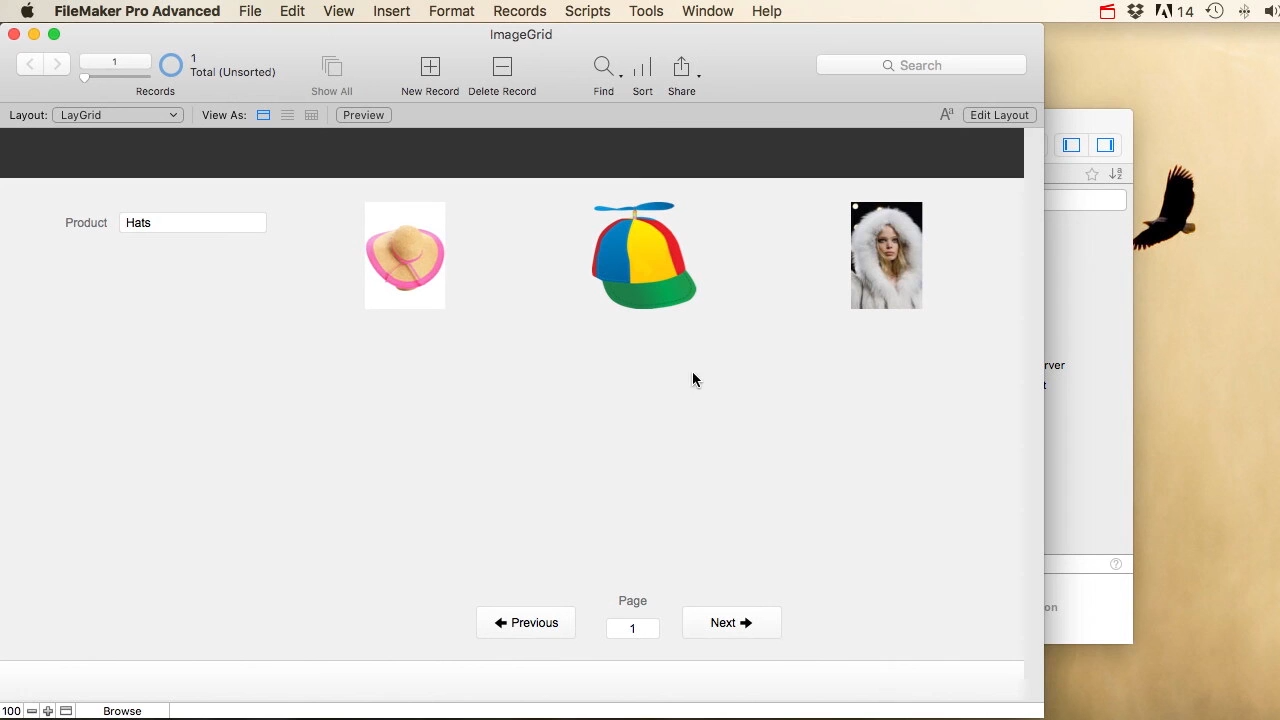 FileMaker Pro Advanced File Edit View Insert Format Records Scripts Tools Window Help 14
ImageGrid
1 1 Total (Unsorted) Search
Records Show All New Record Delete Record Find Sort Share
Layout: LayGrid View As: Preview Aa Edit Layout
Product Hats
rver
t
Page
Previous 1 Next
on
100 Browse